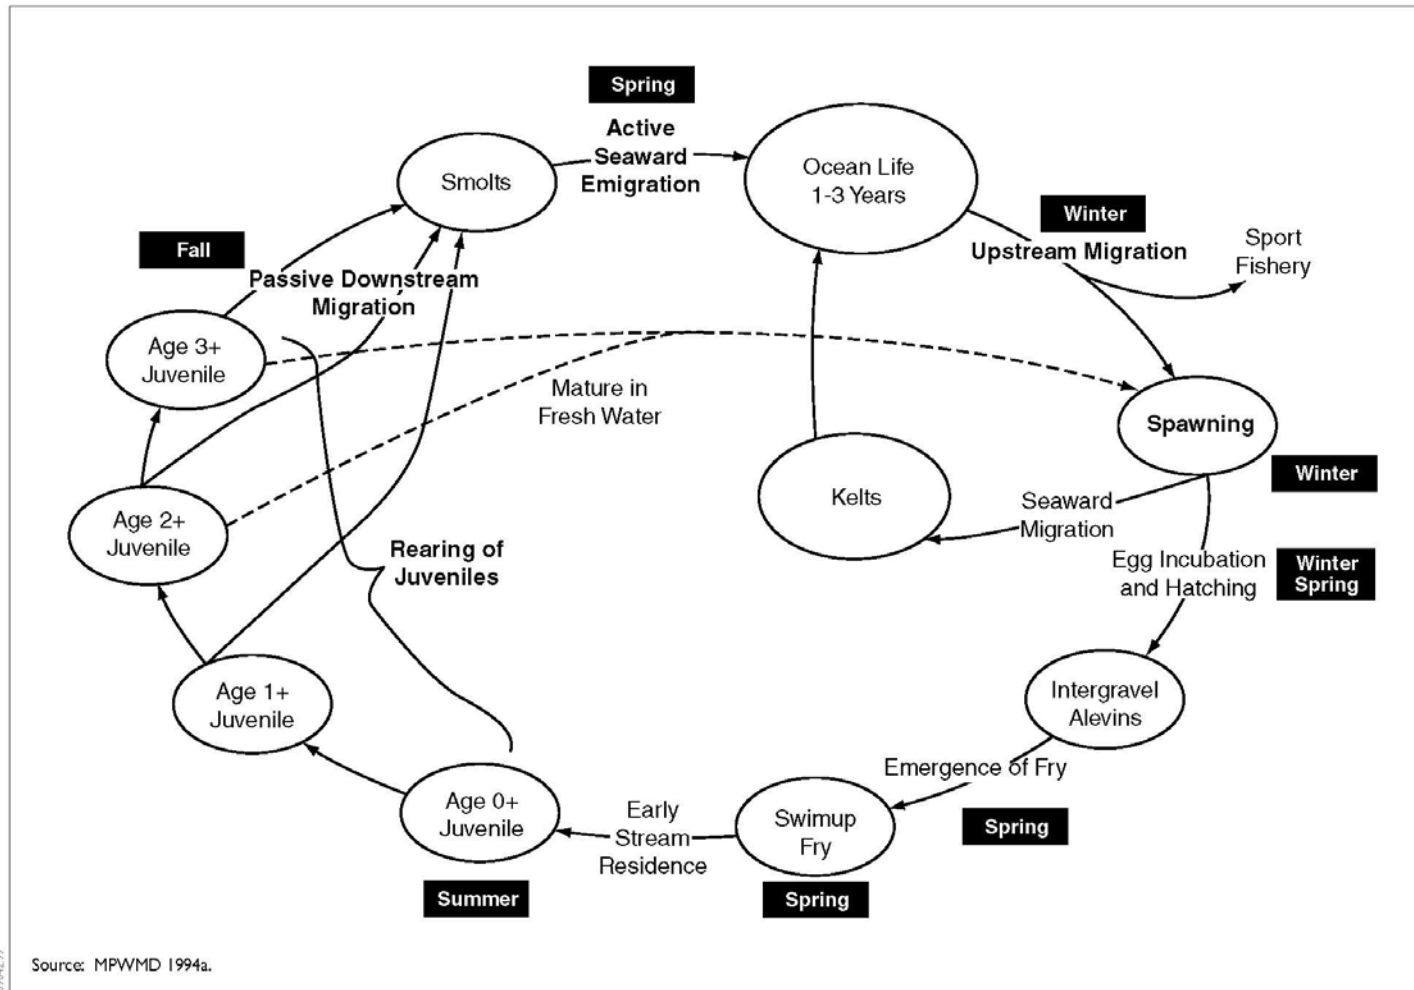 Spring
Active
Seaward
Emigration
Smolts
Ocean Life
1-3 Years
Winter
Upstream Migration
Sport
Fishery
Fall
Passive Downstream
Migration
Age 3+
Juvenile
Mature in
Fresh Water
Spawning
Winter
Kelts
Seaward
Migration
Age 2+
Juvenile
Rearing of
Juveniles
Egg Incubation
and Hatching
Winter
Spring
Age 1+
Juvenile
Intergravel
Alevins
Emergence of Fry
Spring
Age 0+
Juvenile
Early
Stream
Residence
Swimup
Fry
Summer
Spring
Source: MPWMD 1994a.